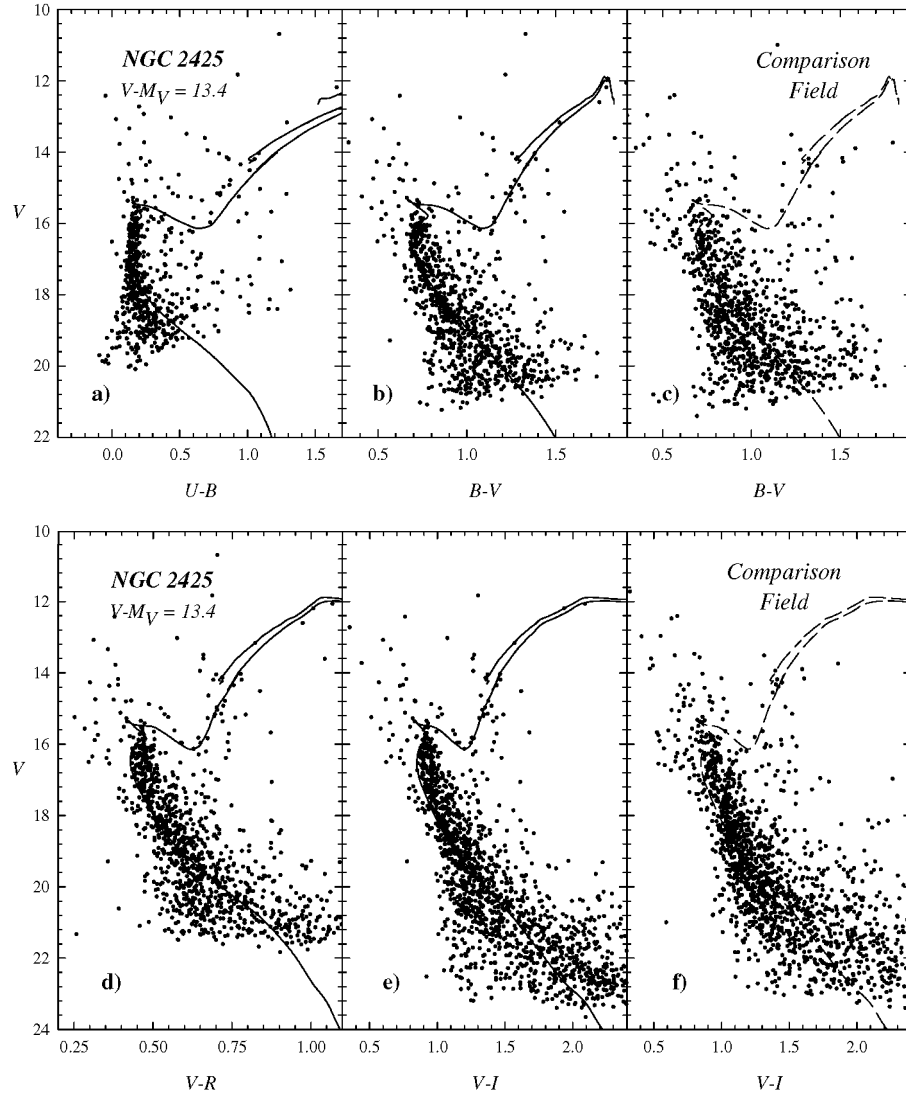 NGC 2425
V-MV = 13.4
Comparison
Field
V
10
12
14
16
18
20
22
a)
b)
c)
0.0 0.5 1.0 1.5
0.5 1.0 1.5
0.5 1.0 1.5
U-B
B-V
B-V
NGC 2425
V-MV = 13.4
Comparison
Field
V
10
12
14
16
18
20
22
24
d)
e)
f)
0.25 0.50 0.75 1.00
0.5 1.0 1.5 2.0
0.5 1.0 1.5 2.0
V-R
V-I
V-I